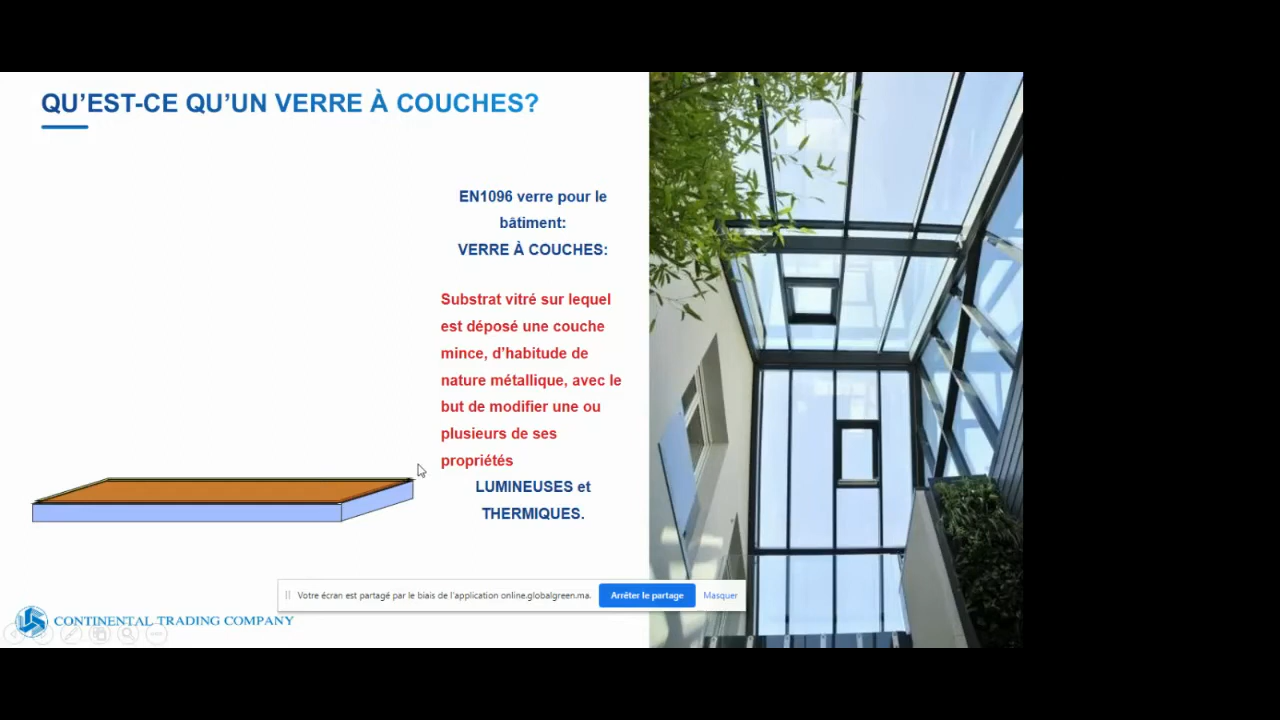 QU’EST-CE QU’UN VERRE À COUCHES?
EN1096 verre pour le
bâtiment:
VERRE À COUCHES:
Substrat vitré sur lequel
est déposé une couche
mince, d’habitude de
nature métallique, avec le
but de modifier une ou
plusieurs de ses
propriétés
LUMINEUSES et
THERMIQUES.
Votre écran est partagé par le biais de l'application online.globalgreen.ma.
Arrêter le partage
Masquer
CONTINENTAL TRADING COMPANY